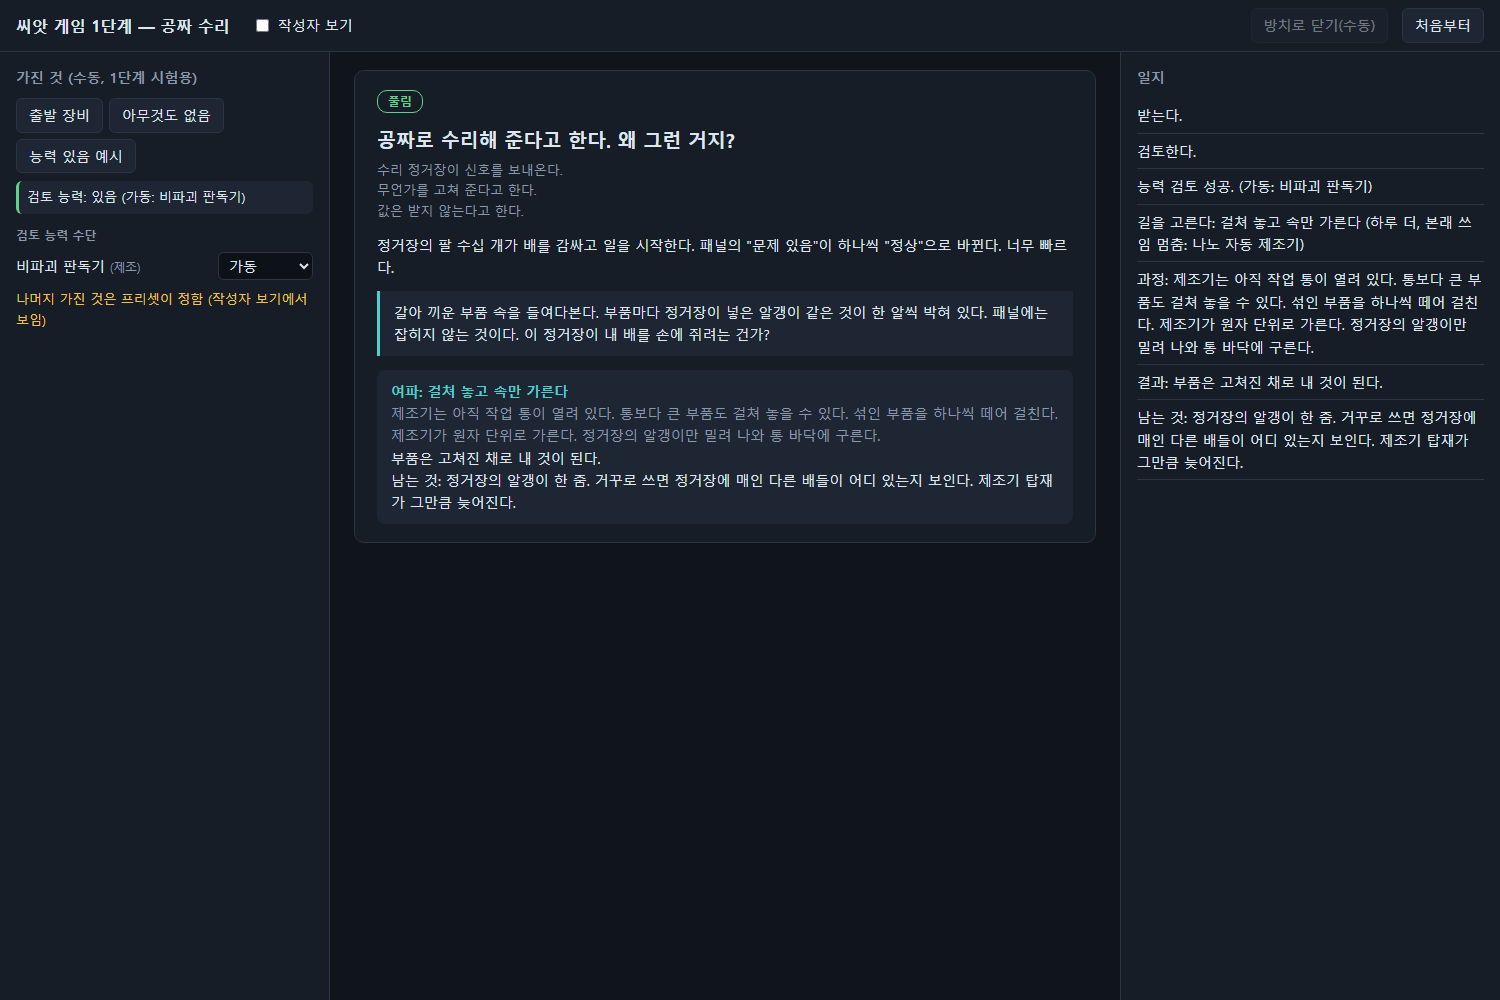 씨앗 게임 1단계 — 공짜 수리
작성자 보기
방치로 닫기(수동)
처음부터
가진 것 (수동, 1단계 시험용)
출발 장비
아무것도 없음
능력 있음 예시
검토 능력: 있음 (가동: 비파괴 판독기)
검토 능력 수단
비파괴 판독기 (제조)
가동
나머지 가진 것은 프리셋이 정함 (작성자 보기에서
보임)
풀림
공짜로 수리해 준다고 한다. 왜 그런 거지?
수리 정거장이 신호를 보내온다.
무언가를 고쳐 준다고 한다.
값은 받지 않는다고 한다.
정거장의 팔 수십 개가 배를 감싸고 일을 시작한다. 패널의 "문제 있음"이 하나씩 "정상"으로 바뀐다. 너무 빠르
다.
갈아 끼운 부품 속을 들여다본다. 부품마다 정거장이 넣은 알갱이 같은 것이 한 알씩 박혀 있다. 패널에는
잡히지 않는 것이다. 이 정거장이 내 배를 손에 쥐려는 건가?
여파: 걸쳐 놓고 속만 가른다
제조기는 아직 작업 통이 열려 있다. 통보다 큰 부품도 걸쳐 놓을 수 있다. 섞인 부품을 하나씩 떼어 걸친다.
제조기가 원자 단위로 가른다. 정거장의 알갱이만 밀려 나와 통 바닥에 구른다.
부품은 고쳐진 채로 내 것이 된다.
남는 것: 정거장의 알갱이 한 줌. 거꾸로 쓰면 정거장에 매인 다른 배들이 어디 있는지 보인다. 제조기 탑재
가 그만큼 늦어진다.
일지
받는다.
검토한다.
능력 검토 성공. (가동: 비파괴 판독기)
길을 고른다: 걸쳐 놓고 속만 가른다 (하루 더, 본래 쓰
임 멈춤: 나노 자동 제조기)
과정: 제조기는 아직 작업 통이 열려 있다. 통보다 큰 부
품도 걸쳐 놓을 수 있다. 섞인 부품을 하나씩 떼어 걸친
다. 제조기가 원자 단위로 가른다. 정거장의 알갱이만
밀려 나와 통 바닥에 구른다.
결과: 부품은 고쳐진 채로 내 것이 된다.
남는 것: 정거장의 알갱이 한 줌. 거꾸로 쓰면 정거장에
매인 다른 배들이 어디 있는지 보인다. 제조기 탑재가
그만큼 늦어진다.